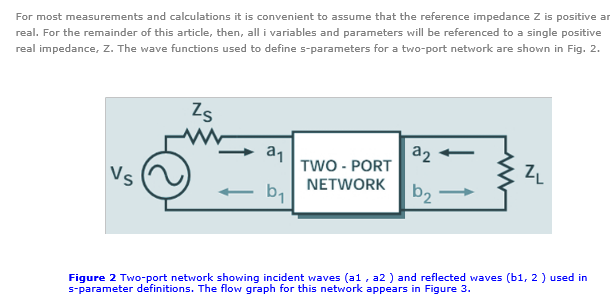 For most measurements and calculations it is convenient to assume that the reference impedance Z is positive ar
real. For the remainder of this article, then, all i variables and parameters will be referenced to a single positive
real impedance, Z. The wave functions used to define s-parameters for a two-port network are shown in Fig. 2.
ZS
VS
a1
b1
TWO - PORT
NETWORK
a2
b2
ZL
Figure 2 Two-port network showing incident waves (a1 , a2 ) and reflected waves (b1, 2 ) used in
s-parameter definitions. The flow graph for this network appears in Figure 3.